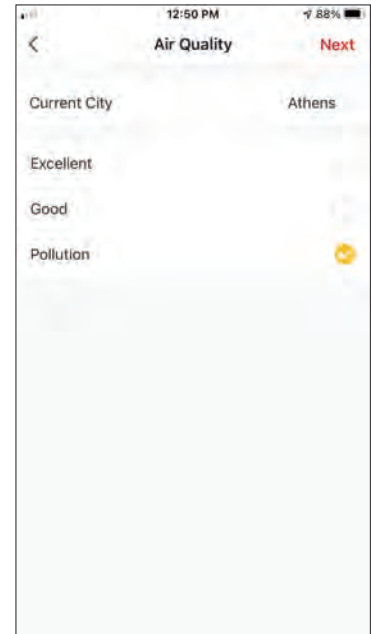 12:50 PM 88%
Air Quality Next
Current City Athens
Excellent
Good
Pollution